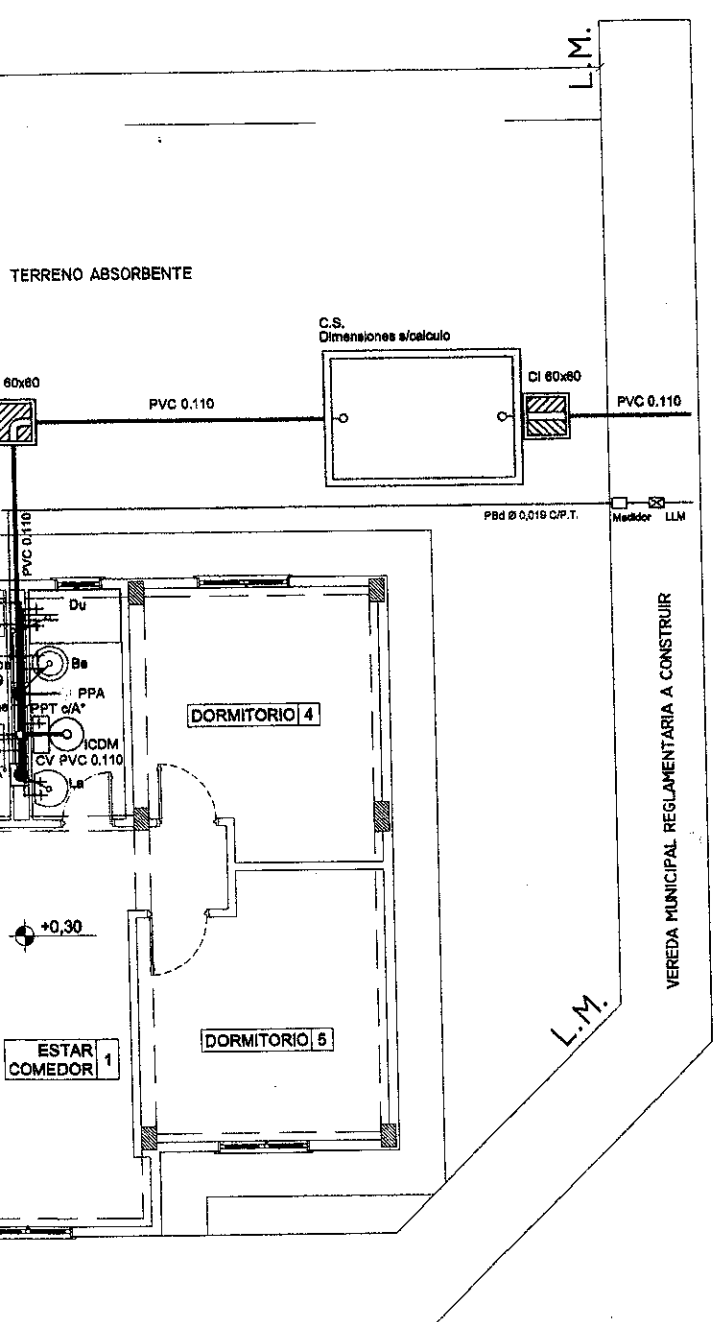 L.M.
TERRENO ABSORBENTE
C.S.
Dimensiones s/calculo
60x60
PVC 0.110
CI 60x60
PVC 0.110
PVC 0.110
PBd Ø 0,019 C/P.T.
Medidor
LLM
Du
Be
PPA
PPT c/A*
ICDM
CV PVC 0.110
La
DORMITORIO 4
VEREDA MUNICIPAL REGLAMENTARIA A CONSTRUIR
+0,30
ESTAR
COMEDOR 1
DORMITORIO 5
L.M.